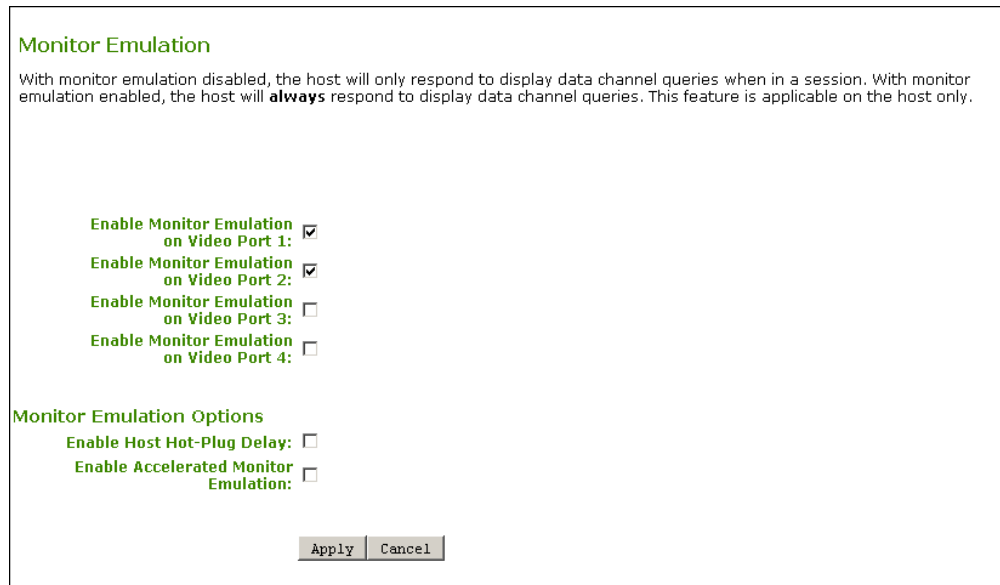 Monitor Emulation
With monitor emulation disabled, the host will only respond to display data channel queries when in a session. With monitor
emulation enabled, the host will always respond to display data channel queries. This feature is applicable on the host only.
Enable Monitor Emulation
on Video Port 1:
Enable Monitor Emulation
on Video Port 2:
Enable Monitor Emulation
on Video Port 3:
Enable Monitor Emulation
on Video Port 4:
Monitor Emulation Options
Enable Host Hot-Plug Delay:
Enable Accelerated Monitor
Emulation:
Apply Cancel